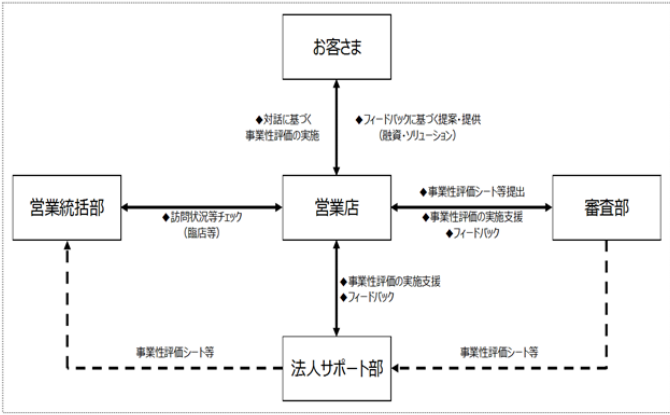 お客さま
◆対話に基づく
事業性評価の実施
◆フィードバックに基づく提案・提供
(融資・ソリューション)
営業統括部
◆訪問状況等チェック
(臨店等)
営業店
◆事業性評価シート等提出
◆事業性評価の実施支援
◆フィードバック
審査部
◆事業性評価の実施支援
◆フィードバック
事業性評価シート等
法人サポート部
事業性評価シート等